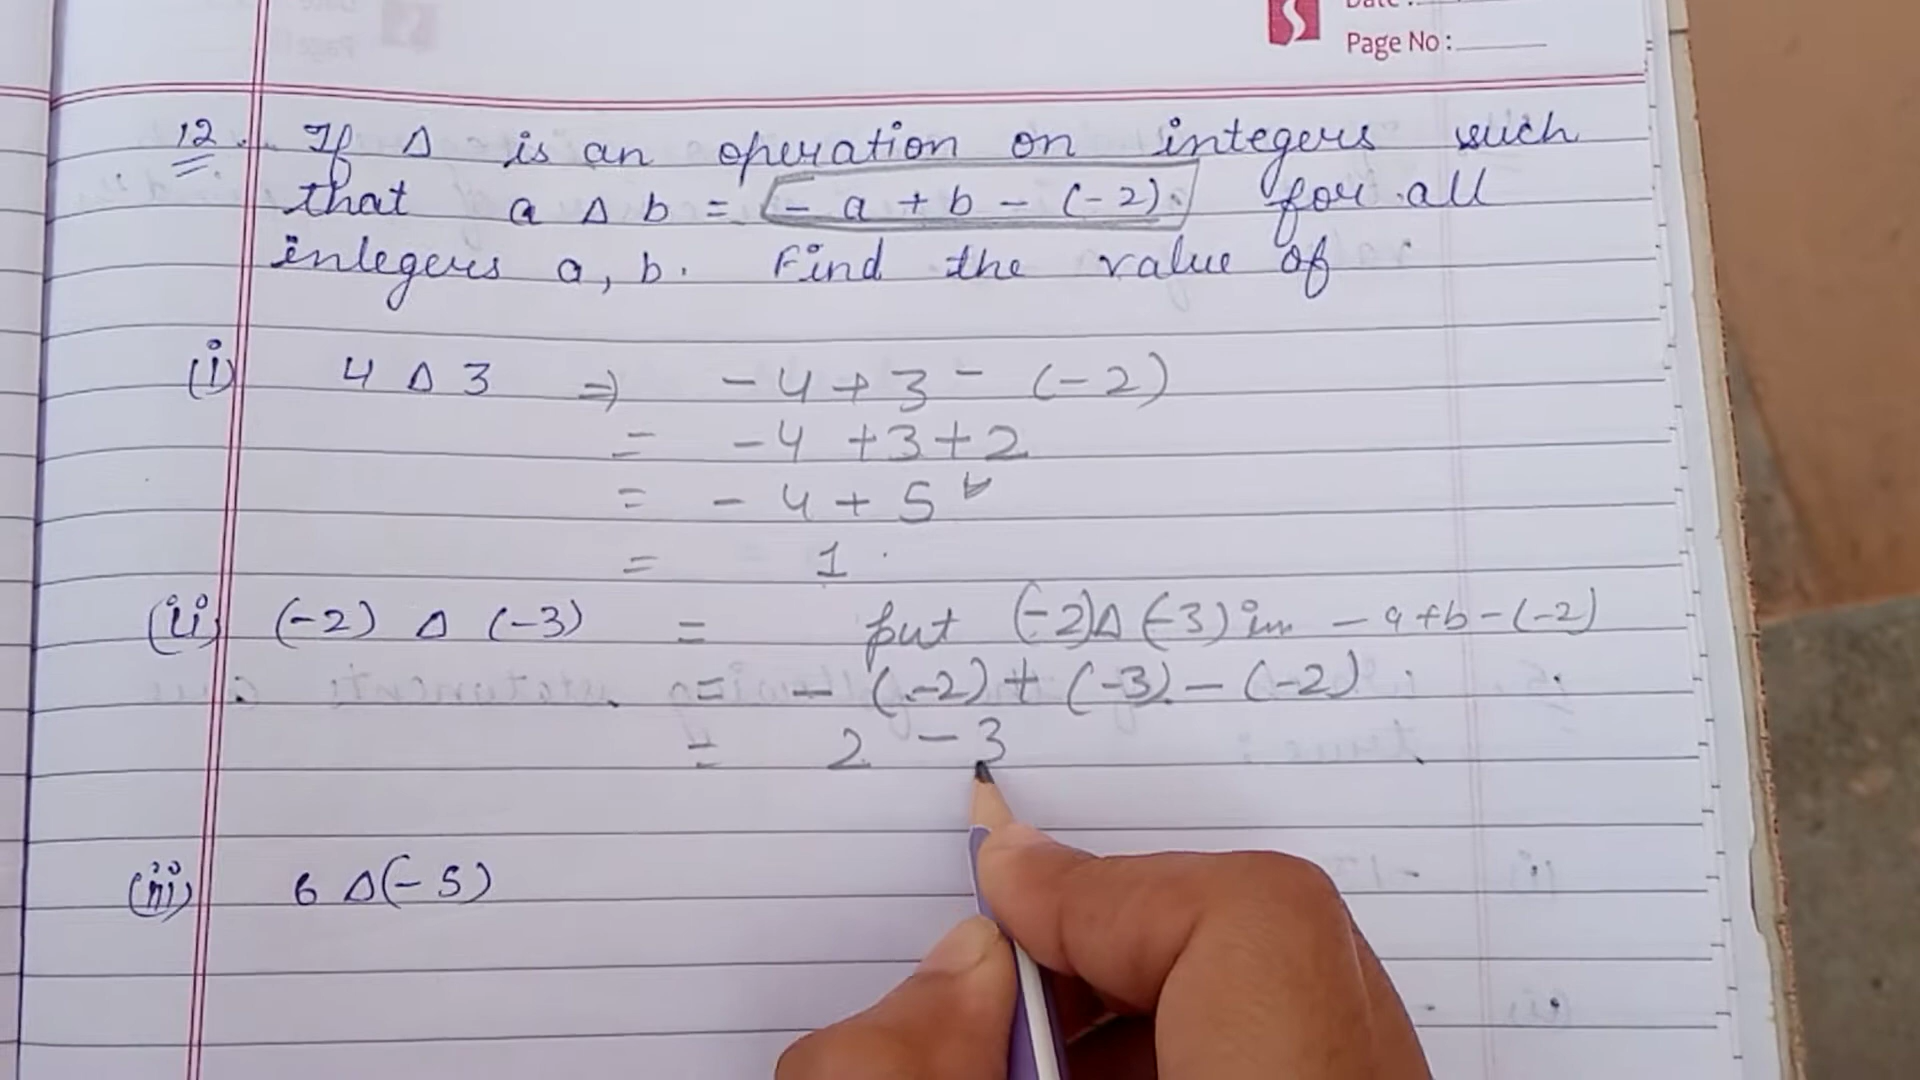 Date :
Page No :
12. If Δ is an operation on integers such
that a Δ b = - a + b - (-2). for all
integers a, b. Find the value of
(i) 4 Δ 3 ⇒ - 4 + 3 - (-2)
= - 4 + 3 + 2
= - 4 + 5
= 1
(ii) (-2) Δ (-3) = put (-2) Δ (-3) in - a + b - (-2)
= - (-2) + (-3) - (-2)
= 2 - 3
(iii) 6 Δ (-5)